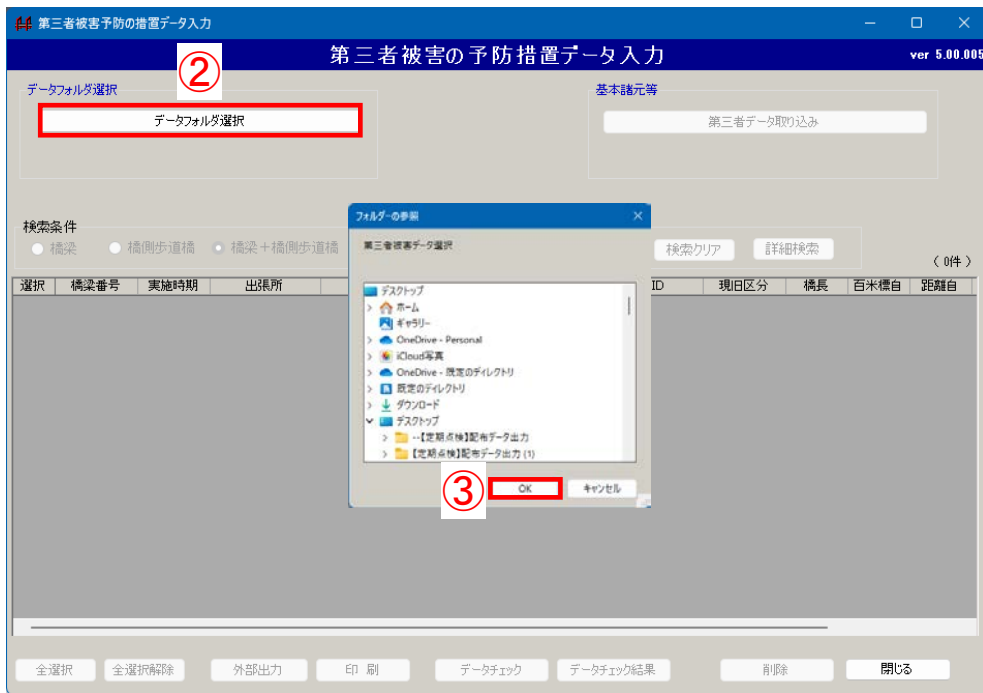 第三者被害予防の措置データ入力
第三者被害の予防措置データ入力
ver 5.00.005
②
データフォルダ選択
データフォルダ選択
基本諸元等
第三者データ取り込み
検索条件
橋梁
橋側歩道橋
橋梁+橋側歩道橋
検索クリア
詳細検索
( 0件 )
選択 橋梁番号 実施時期 出張所 ID 現旧区分 橋長 百米標自 距離自
フォルダーの参照
第三者被害データ選択
デスクトップ
ホーム
ギャラリー
OneDrive - Personal
iCloud写真
OneDrive - 既定のディレクトリ
既定のディレクトリ
ダウンロード
デスクトップ
--【定期点検】配布データ出力
【定期点検】配布データ出力 (1)
③
OK
キャンセル
全選択 全選択解除 外部出力 印 刷 データチェック データチェック結果 削除 閉じる